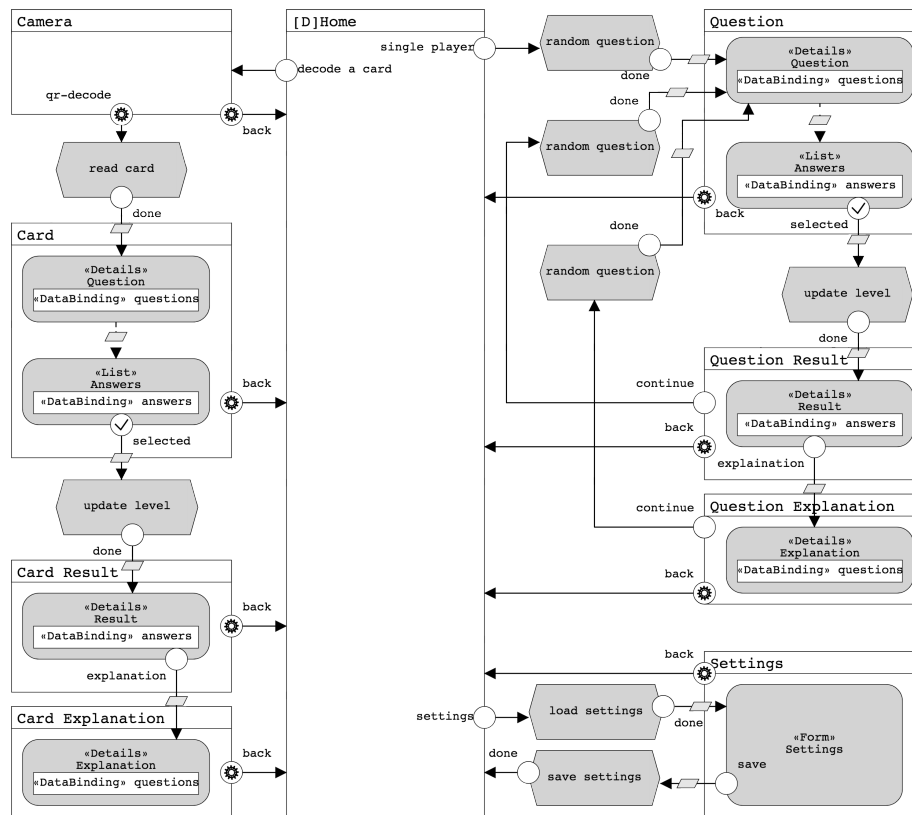 Camera
[D]Home
Question
single player
random question
«Details»
Question
«DataBinding» questions
decode a card
done
qr-decode
done
back
random question
read card
«List»
Answers
«DataBinding» answers
done
back
selected
Card
done
«Details»
Question
«DataBinding» questions
random question
update level
done
Question Result
«List»
Answers
«DataBinding» answers
back
continue
«Details»
Result
«DataBinding» answers
back
selected
explaination
update level
continue
Question Explanation
«Details»
Explanation
«DataBinding» questions
done
Card Result
back
«Details»
Result
«DataBinding» answers
back
explanation
back
Settings
Card Explanation
settings
load settings
done
«Form»
Settings
«Details»
Explanation
«DataBinding» questions
back
done
save settings
save